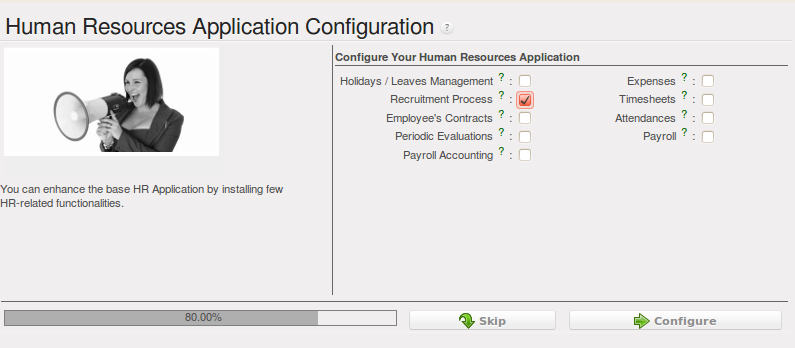 Human Resources Application Configuration ?
Configure Your Human Resources Application
Holidays / Leaves Management ? : Expenses ? :
Recruitment Process ? : Timesheets ? :
Employee's Contracts ? : Attendances ? :
Periodic Evaluations ? : Payroll ? :
Payroll Accounting ? :
You can enhance the base HR Application by installing few
HR-related functionalities.
80.00% Skip Configure